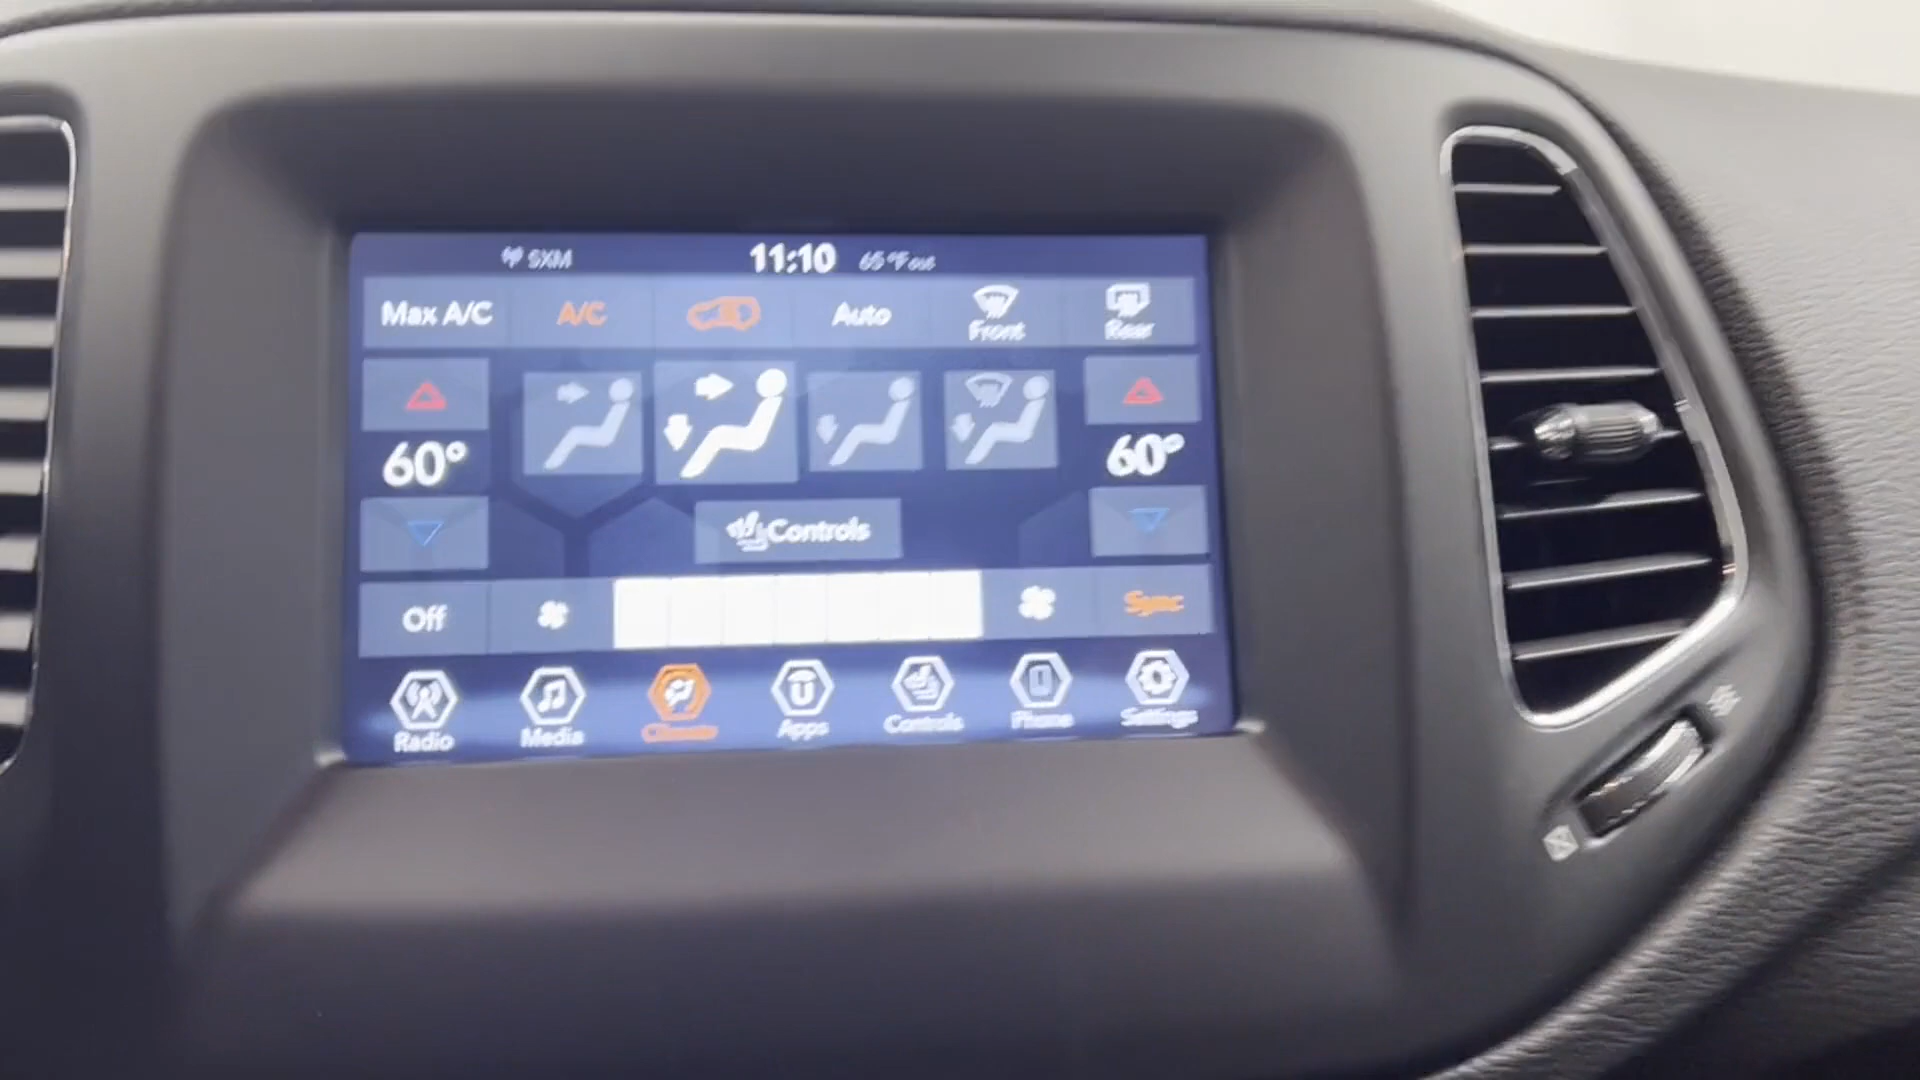 SXM 11:10 65°F out
Max A/C A/C Auto Front Rear
60° 60°
Controls
Off Sync
Radio Media Climate Apps Controls Phone Settings